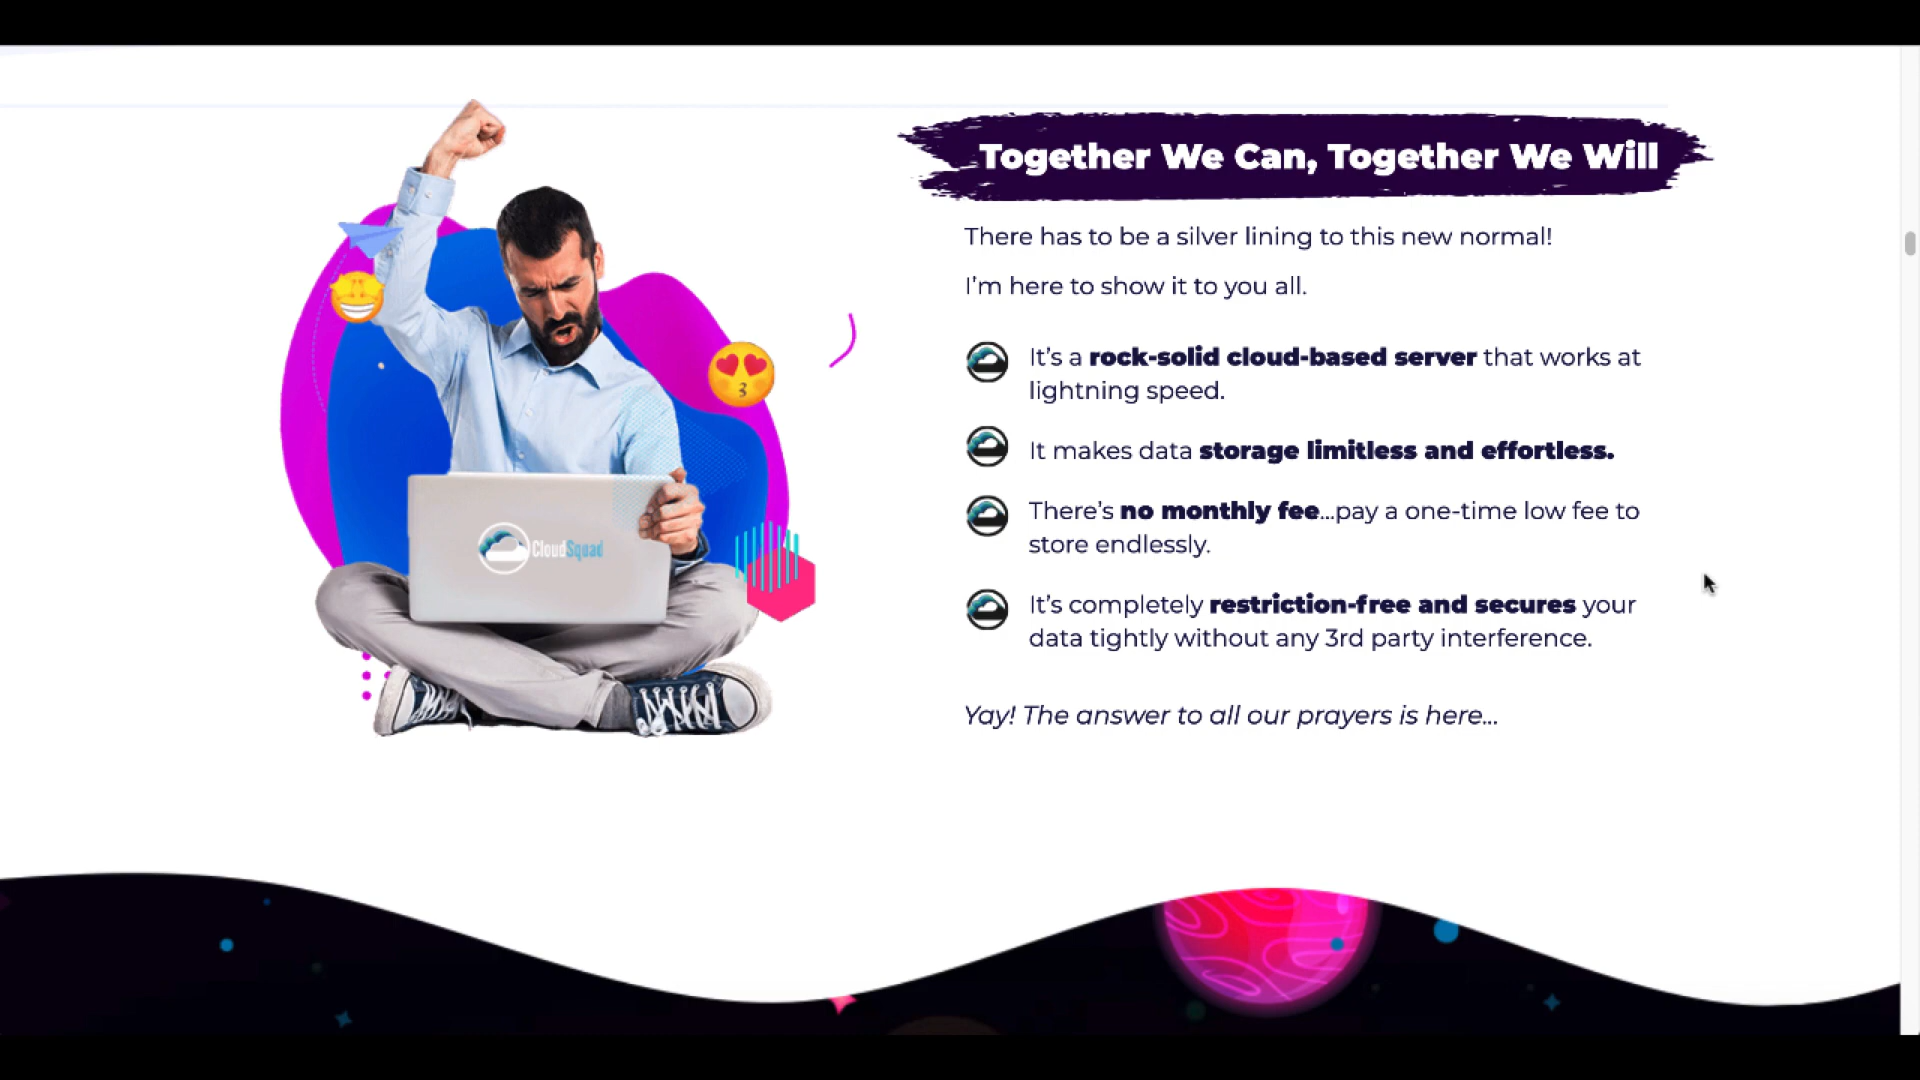 Together We Can, Together We Will
There has to be a silver lining to this new normal!
I'm here to show it to you all.
It's a rock-solid cloud-based server that works at
lightning speed.
It makes data storage limitless and effortless.
There's no monthly fee...pay a one-time low fee to
store endlessly.
CloudSquad
It's completely restriction-free and secures your
data tightly without any 3rd party interference.
Yay! The answer to all our prayers is here...